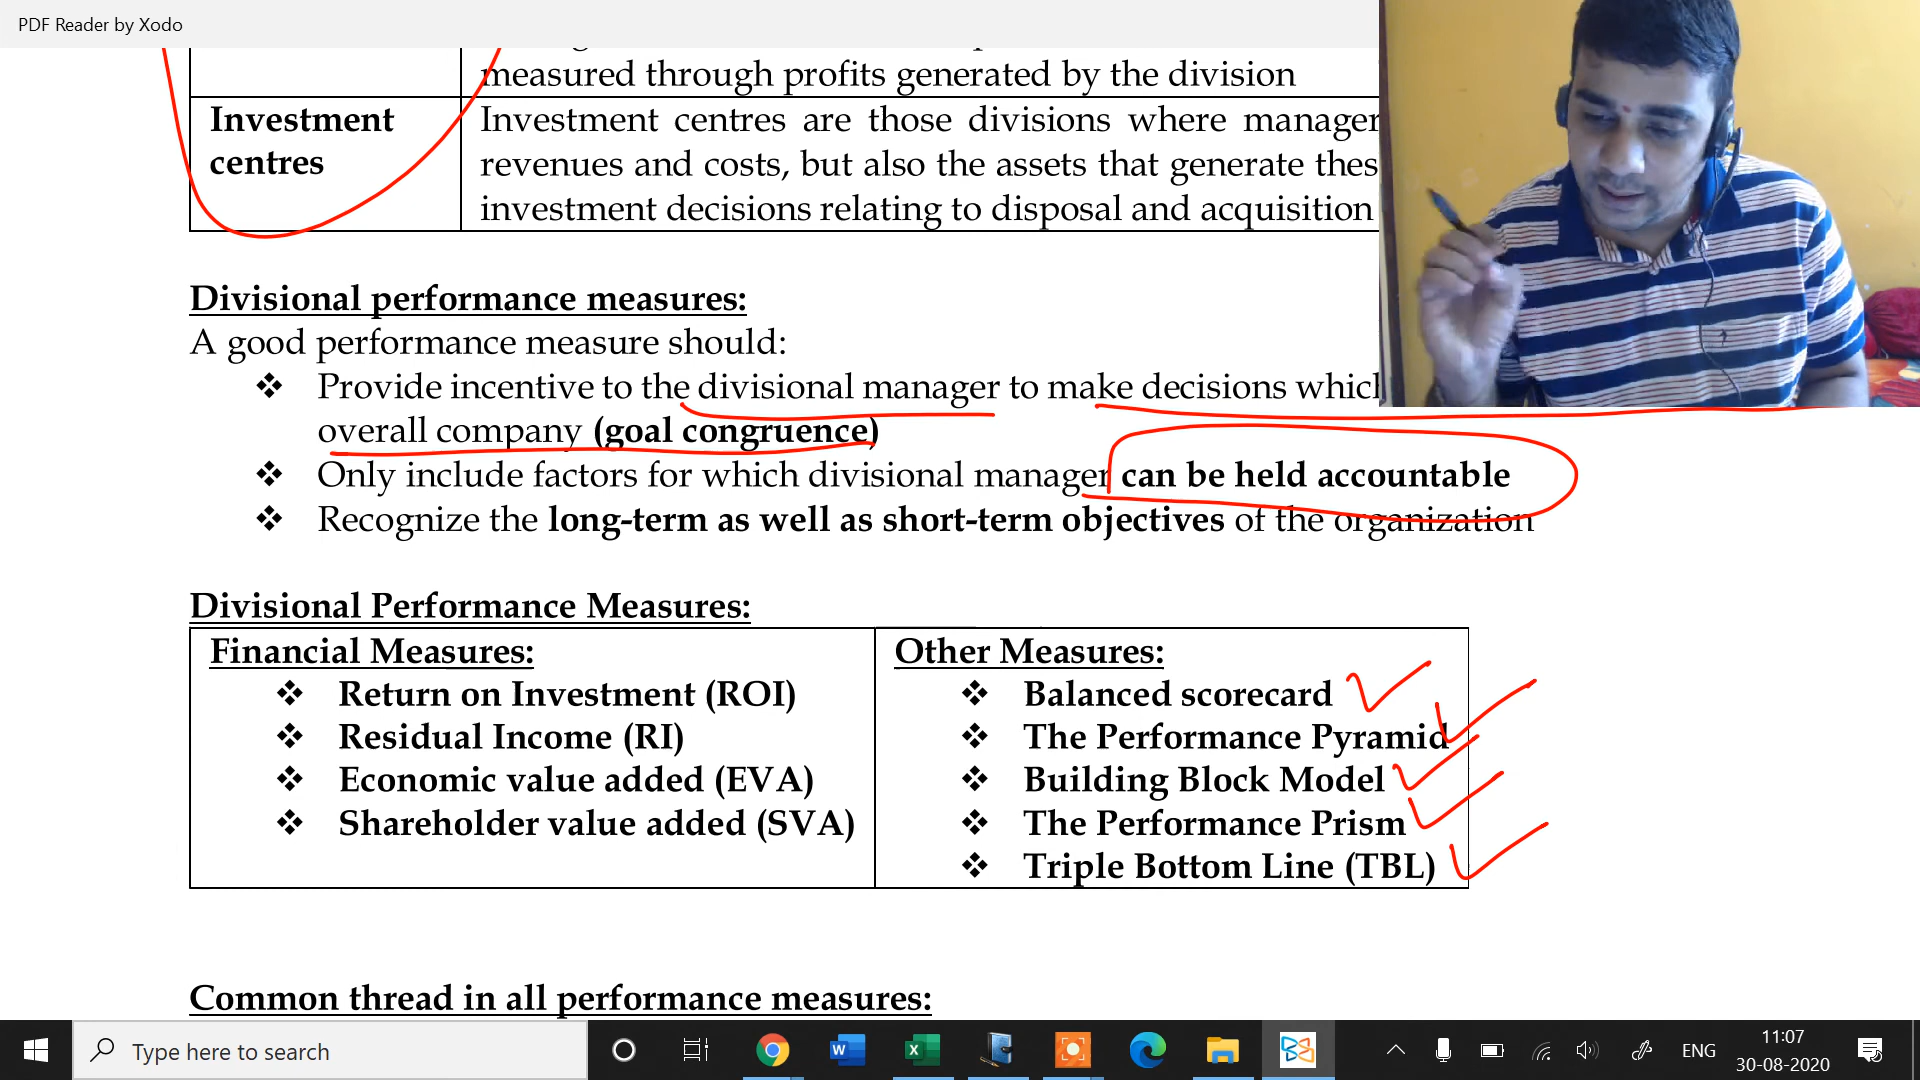 PDF Reader by Xodo
measured through profits generated by the division
Investment centres are those divisions where manager
Investment
centres
revenues and costs, but also the assets that generate thes
investment decisions relating to disposal and acquisition
Divisional performance measures:
A good performance measure should:
❖ Provide incentive to the divisional manager to make decisions which
overall company (goal congruence)
❖ Only include factors for which divisional manager can be held accountable
❖ Recognize the long-term as well as short-term objectives of the organization
Divisional Performance Measures:
Financial Measures:
❖ Return on Investment (ROI)
❖ Residual Income (RI)
❖ Economic value added (EVA)
❖ Shareholder value added (SVA)
Other Measures:
❖ Balanced scorecard
❖ The Performance Pyramid
❖ Building Block Model
❖ The Performance Prism
❖ Triple Bottom Line (TBL)
Common thread in all performance measures:
Type here to search
ENG
11:07
30-08-2020